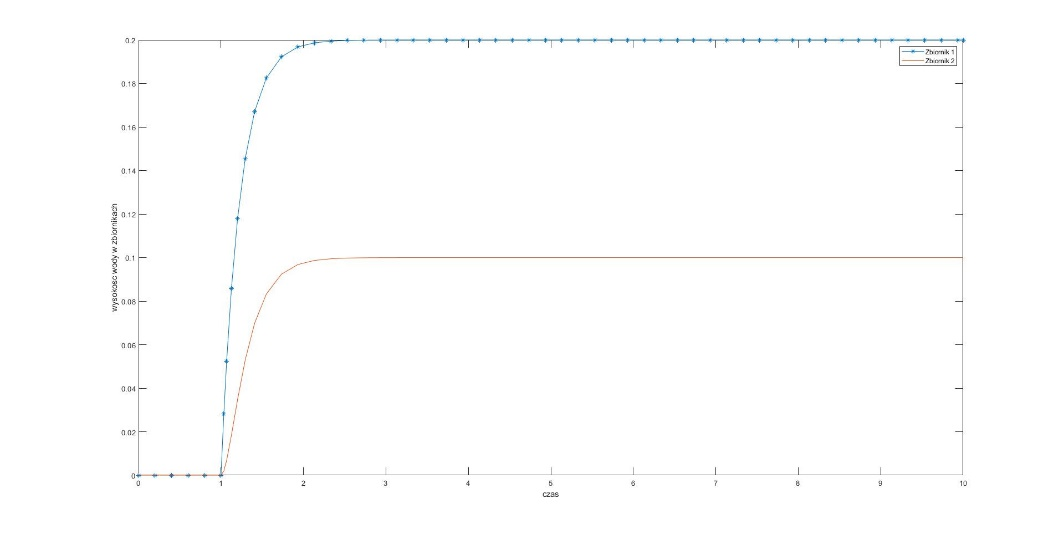 0.2
0.18
0.16
0.14
0.12
0.1
0.08
0.06
0.04
0.02
0
wysokosc wody w zbiornikach
Zbiornik 1
Zbiornik 2
0 1 2 3 4 5 6 7 8 9 10
czas